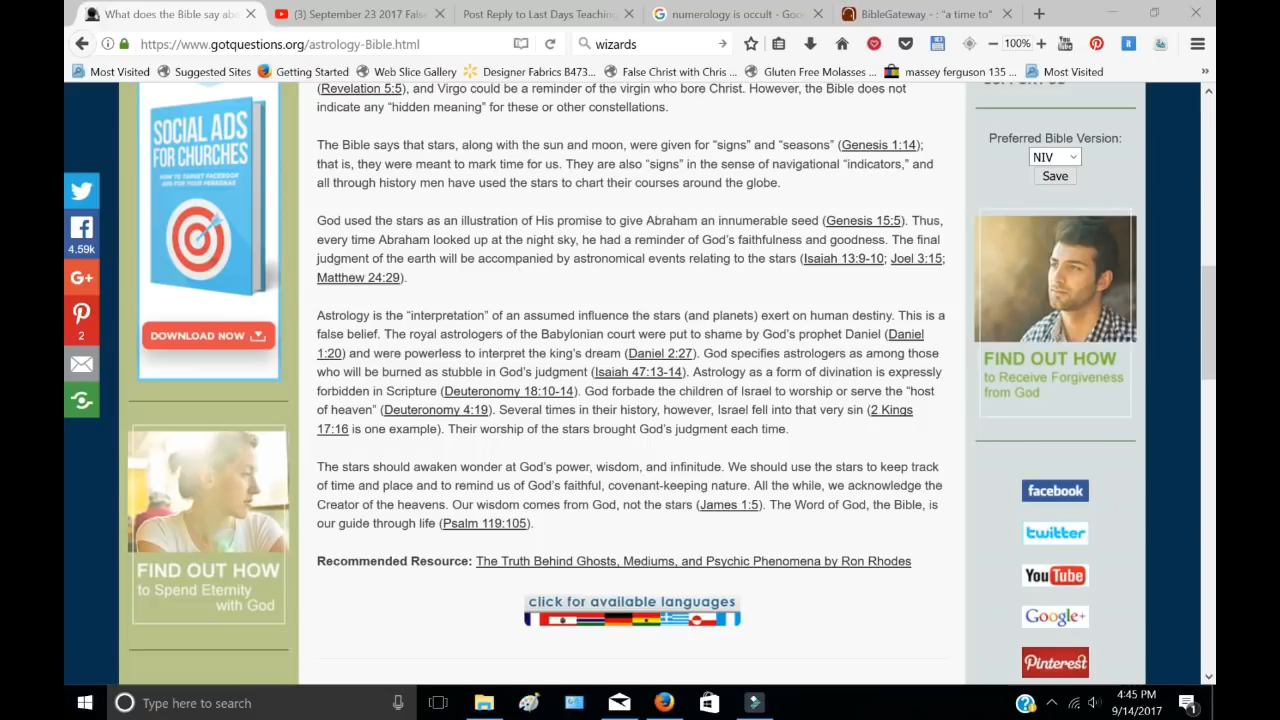 What does the Bible say abo
(3) September 23 2017 False
Post Reply to Last Days Teaching
numerology is occult - Goo
BibleGateway - : "a time to"
https://www.gotquestions.org/astrology-Bible.html
wizards
100%
Most Visited
Suggested Sites
Getting Started
Web Slice Gallery
Designer Fabrics B473...
False Christ with Chris ...
Gluten Free Molasses ...
massey ferguson 135 ...
Most Visited
(Revelation 5:5), and Virgo could be a reminder of the virgin who bore Christ. However, the Bible does not
indicate any “hidden meaning” for these or other constellations.
The Bible says that stars, along with the sun and moon, were given for “signs” and “seasons” (Genesis 1:14);
that is, they were meant to mark time for us. They are also “signs” in the sense of navigational “indicators,” and
all through history men have used the stars to chart their courses around the globe.
God used the stars as an illustration of His promise to give Abraham an innumerable seed (Genesis 15:5). Thus,
every time Abraham looked up at the night sky, he had a reminder of God’s faithfulness and goodness. The final
judgment of the earth will be accompanied by astronomical events relating to the stars (Isaiah 13:9-10; Joel 3:15;
Matthew 24:29).
Astrology is the “interpretation” of an assumed influence the stars (and planets) exert on human destiny. This is a
false belief. The royal astrologers of the Babylonian court were put to shame by God’s prophet Daniel (Daniel
1:20) and were powerless to interpret the king’s dream (Daniel 2:27). God specifies astrologers as among those
who will be burned as stubble in God’s judgment (Isaiah 47:13-14). Astrology as a form of divination is expressly
forbidden in Scripture (Deuteronomy 18:10-14). God forbade the children of Israel to worship or serve the “host
of heaven” (Deuteronomy 4:19). Several times in their history, however, Israel fell into that very sin (2 Kings
17:16 is one example). Their worship of the stars brought God’s judgment each time.
The stars should awaken wonder at God’s power, wisdom, and infinitude. We should use the stars to keep track
of time and place and to remind us of God’s faithful, covenant-keeping nature. All the while, we acknowledge the
Creator of the heavens. Our wisdom comes from God, not the stars (James 1:5). The Word of God, the Bible, is
our guide through life (Psalm 119:105).
Recommended Resource: The Truth Behind Ghosts, Mediums, and Psychic Phenomena by Ron Rhodes
click for available languages
4.59k
G+
2
SOCIAL ADS
FOR CHURCHES
DOWNLOAD NOW
FIND OUT HOW
to Spend Eternity
with God
Preferred Bible Version:
NIV
Save
FIND OUT HOW
to Receive Forgiveness
from God
facebook
twitter
YouTube
Google+
Pinterest
Type here to search
4:45 PM
9/14/2017
1